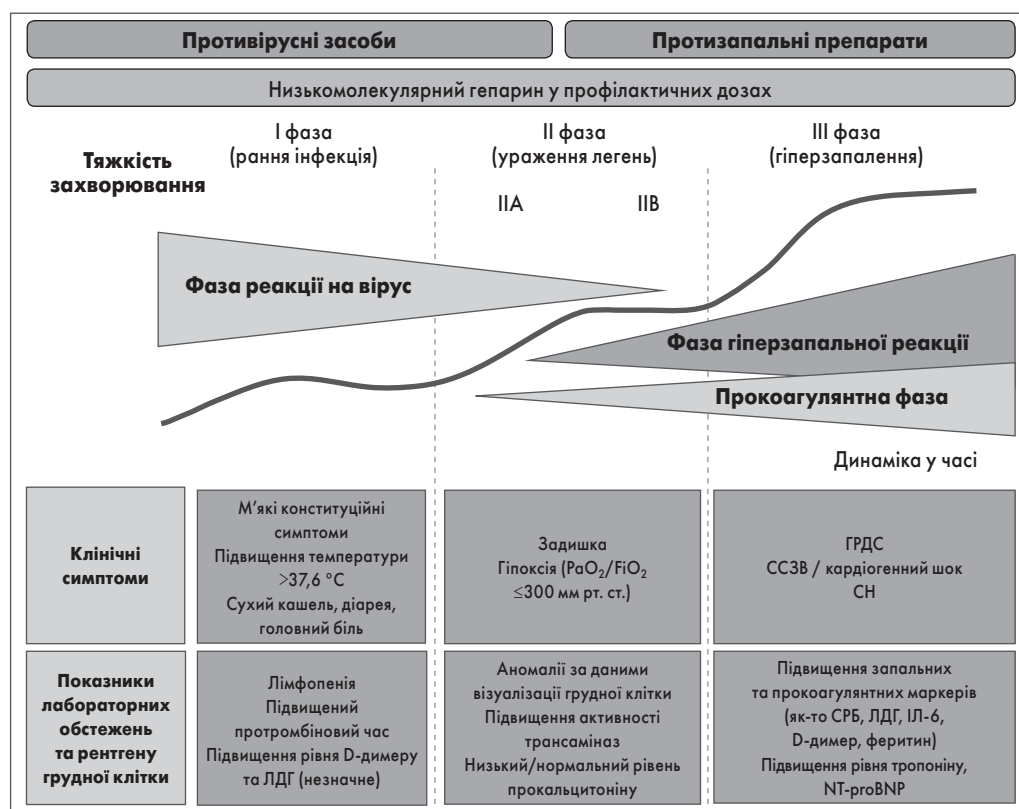 Противірусні засоби
Протизапальні препарати
Низькомолекулярний гепарин у профілактичних дозах
Тяжкість
захворювання
I фаза
(рання інфекція)
II фаза
(ураження легень)
III фаза
(гіперзапалення)
IIA
IIB
Фаза реакції на вірус
Фаза гіперзапальної реакції
Прокоагулянтна фаза
Динаміка у часі
Клінічні
симптоми
М’які конституційні
симптоми
Підвищення температури
>37,6 °С
Сухий кашель, діарея,
головний біль
Задишка
Гіпоксія (PaO₂/FiO₂
≤300 мм рт. ст.)
ГРДС
ССЗВ / кардіогенний шок
СН
Показники
лабораторних
обстежень
та рентгену
грудної клітки
Лімфопенія
Підвищений
протромбіновий час
Підвищення рівня D-димеру
та ЛДГ (незначне)
Аномалії за даними
візуалізації грудної клітки
Підвищення активності
трансаміназ
Низький/нормальний рівень
прокальцитоніну
Підвищення запальних
та прокоагулянтних маркерів
(як-то СРБ, ЛДГ, ІЛ-6,
D-димер, феритин)
Підвищення рівня тропоніну,
NT-proBNP